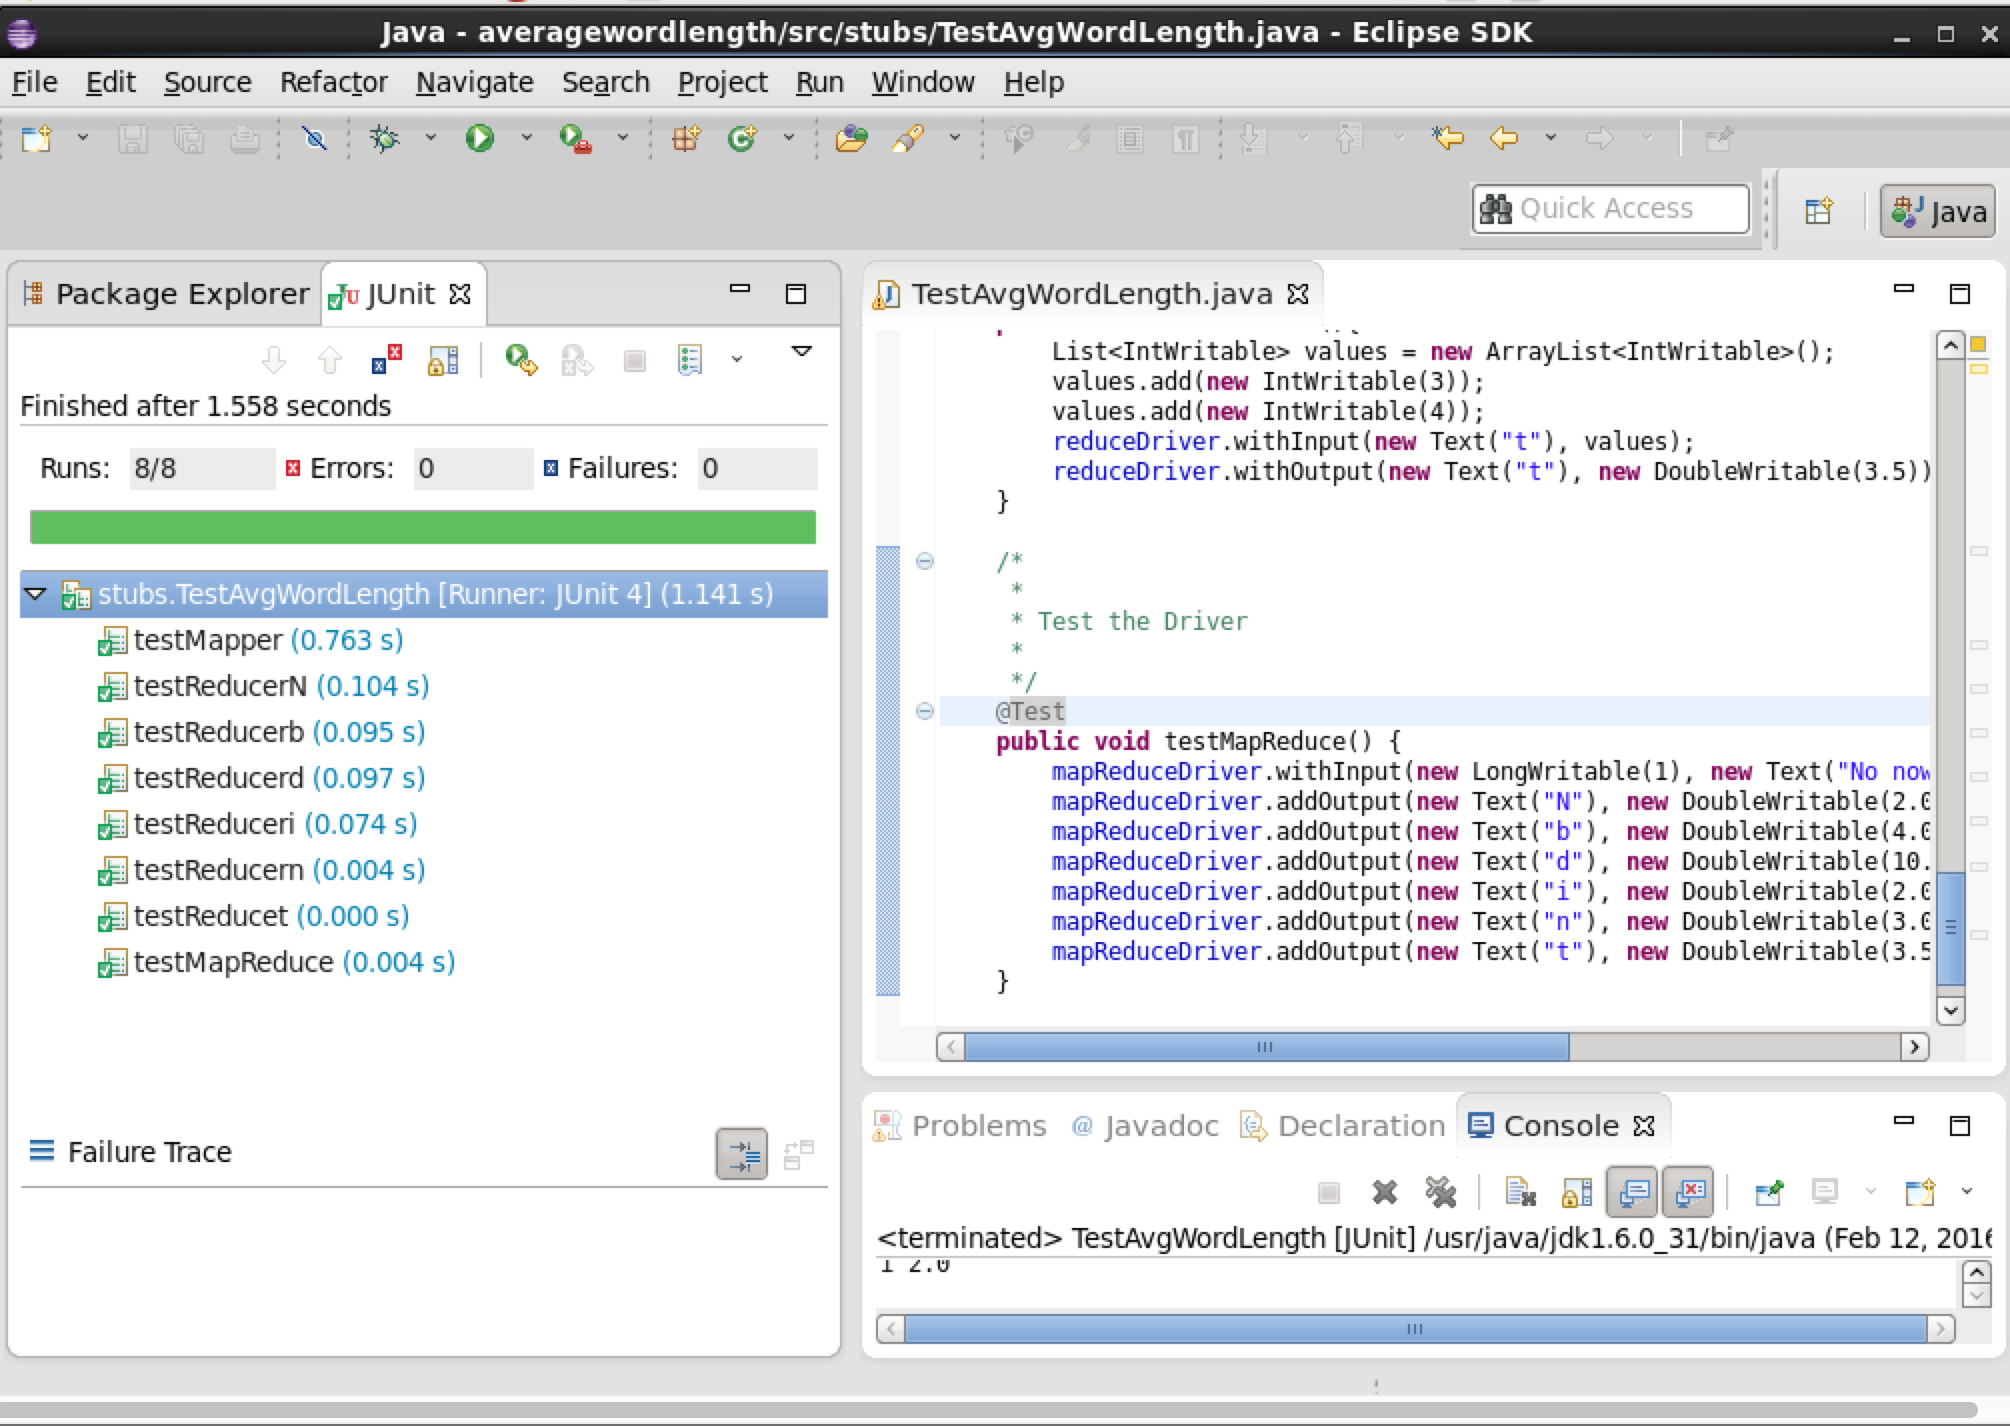 Java - averagewordlength/src/stubs/TestAvgWordLength.java - Eclipse SDK
File Edit Source Refactor Navigate Search Project Run Window Help
Quick Access
Java
Package Explorer
JUnit
Finished after 1.558 seconds
Runs: 8/8 Errors: 0 Failures: 0
stubs.TestAvgWordLength [Runner: JUnit 4] (1.141 s)
testMapper (0.763 s)
testReducerN (0.104 s)
testReducerb (0.095 s)
testReducerd (0.097 s)
testReduceri (0.074 s)
testReducern (0.004 s)
testReducet (0.000 s)
testMapReduce (0.004 s)
Failure Trace
TestAvgWordLength.java
List<IntWritable> values = new ArrayList<IntWritable>();
values.add(new IntWritable(3));
values.add(new IntWritable(4));
reduceDriver.withInput(new Text("t"), values);
reduceDriver.withOutput(new Text("t"), new DoubleWritable(3.5))
}
/*
*
* Test the Driver
*
*/
@Test
public void testMapReduce() {
mapReduceDriver.withInput(new LongWritable(1), new Text("No now
mapReduceDriver.addOutput(new Text("N"), new DoubleWritable(2.0
mapReduceDriver.addOutput(new Text("b"), new DoubleWritable(4.0
mapReduceDriver.addOutput(new Text("d"), new DoubleWritable(10.
mapReduceDriver.addOutput(new Text("i"), new DoubleWritable(2.0
mapReduceDriver.addOutput(new Text("n"), new DoubleWritable(3.0
mapReduceDriver.addOutput(new Text("t"), new DoubleWritable(3.5
}
Problems @ Javadoc Declaration Console
<terminated> TestAvgWordLength [JUnit] /usr/java/jdk1.6.0_31/bin/java (Feb 12, 2016
2.0